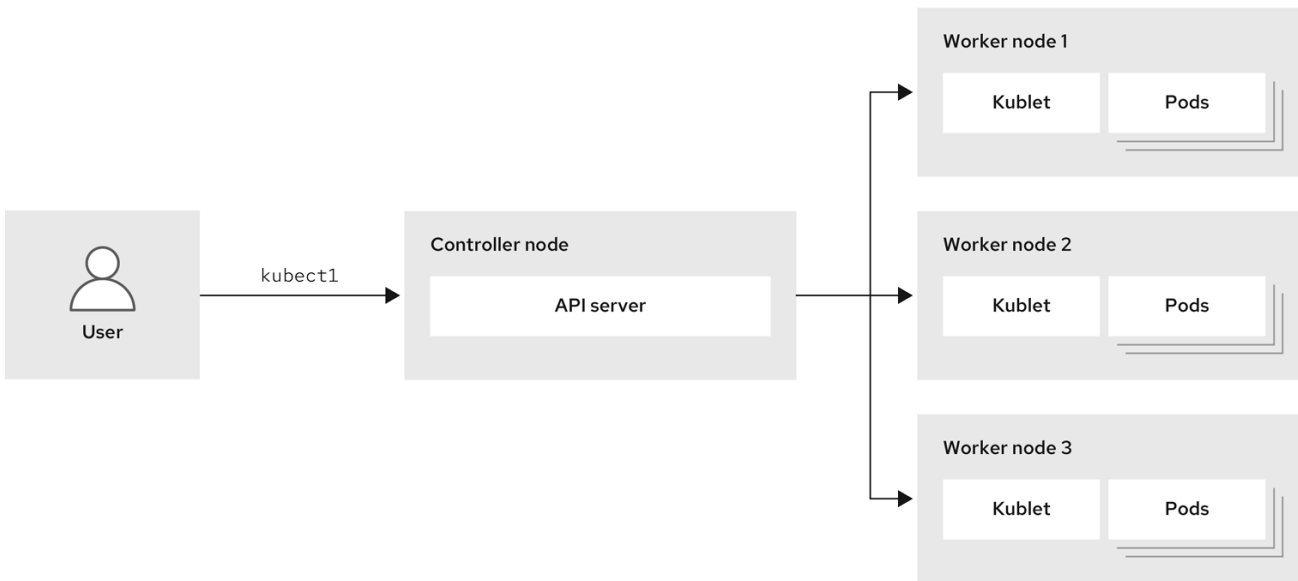 User
kubect1
Controller node
API server
Worker node 1
Kublet
Pods
Worker node 2
Kublet
Pods
Worker node 3
Kublet
Pods